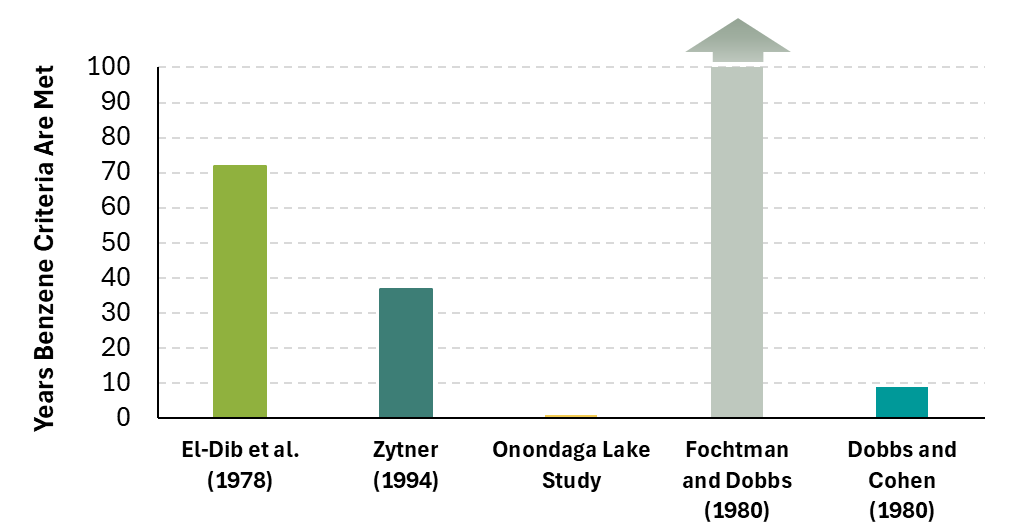 Years Benzene Criteria Are Met
100
90
80
70
60
50
40
30
20
10
0
El-Dib et al.
(1978)
Zytner
(1994)
Onondaga Lake
Study
Fochtman
and Dobbs
(1980)
Dobbs and
Cohen
(1980)